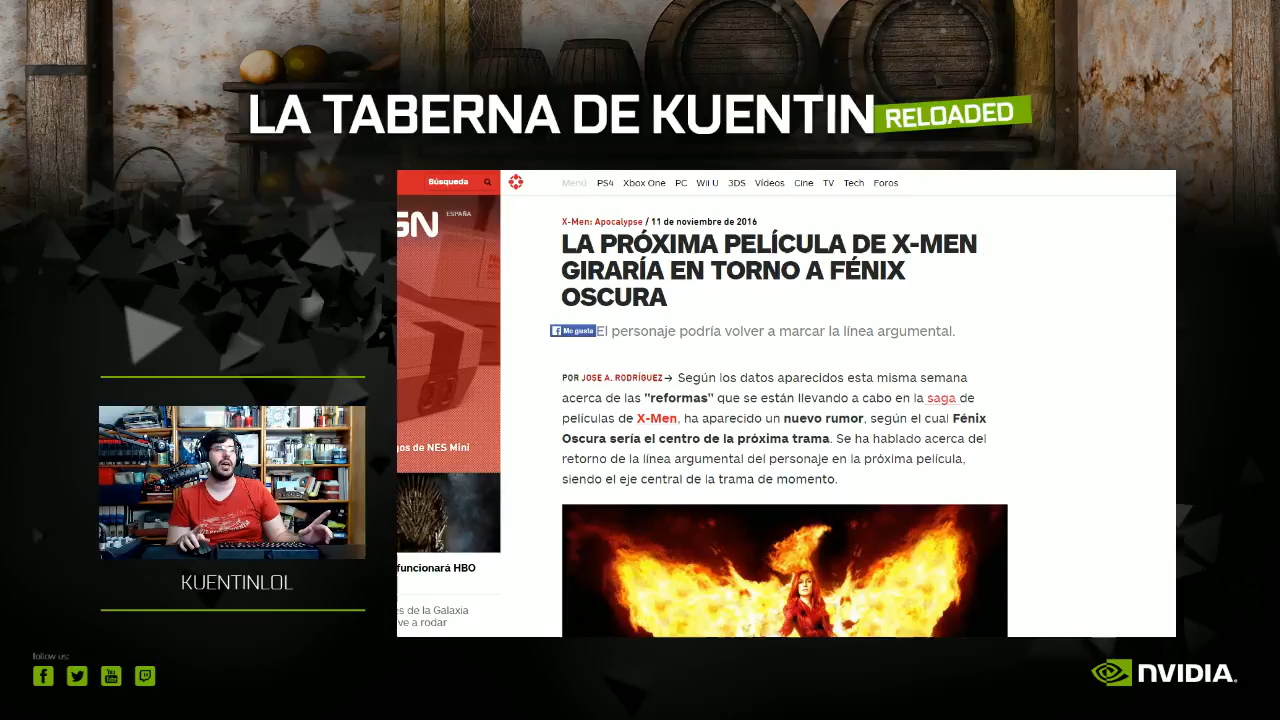 LA TABERNA DE KUENTIN RELOADED
Búsqueda
ESPAÑA
GN
gos de NES Mini
funcionará HBO
es de la Galaxia
ve a rodar
Menú PS4 Xbox One PC Wii U 3DS Vídeos Cine TV Tech Foros
X-Men: Apocalypse / 11 de noviembre de 2016
LA PRÓXIMA PELÍCULA DE X-MEN
GIRARÍA EN TORNO A FÉNIX
OSCURA
Me gusta El personaje podría volver a marcar la línea argumental.
POR JOSE A. RODRÍGUEZ → Según los datos aparecidos esta misma semana
acerca de las "reformas" que se están llevando a cabo en la saga de
películas de X-Men, ha aparecido un nuevo rumor, según el cual Fénix
Oscura sería el centro de la próxima trama. Se ha hablado acerca del
retorno de la línea argumental del personaje en la próxima película,
siendo el eje central de la trama de momento.
KUENTINLOL
follow us:
You Tube
NVIDIA.